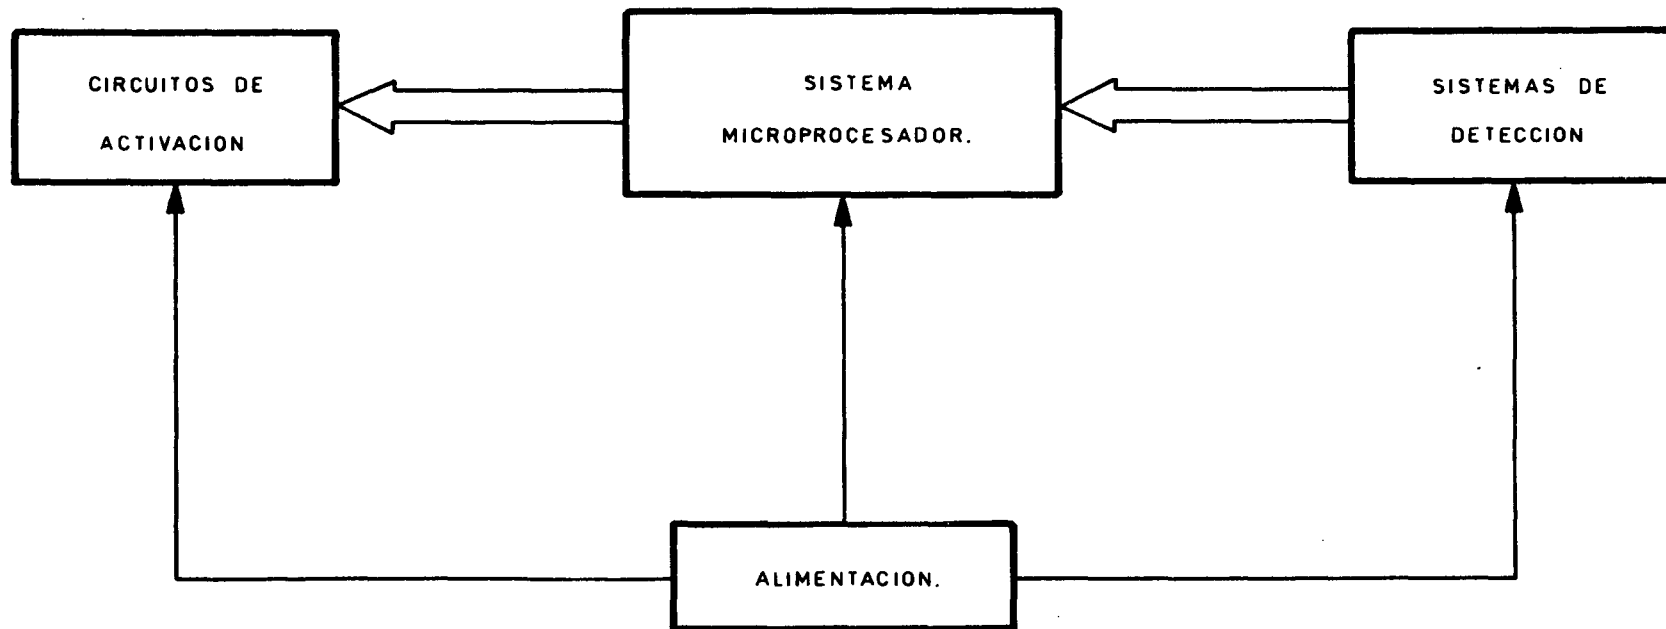 CIRCUITOS DE
ACTIVACION
SISTEMA
MICROPROCESADOR.
SISTEMAS DE
DETECCION
ALIMENTACION.